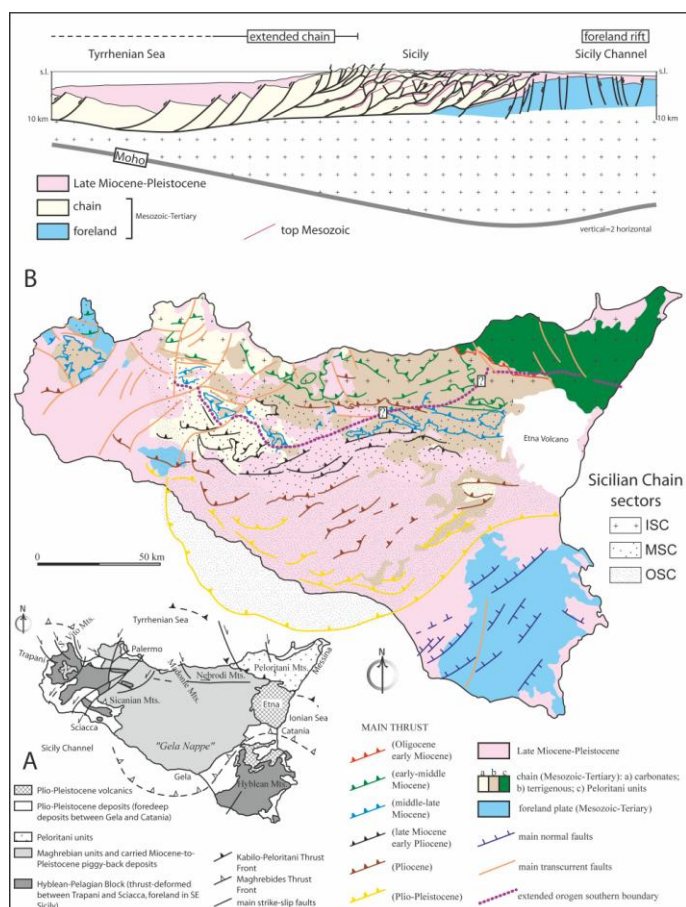 extended chain
foreland rift
Tyrrhenian Sea
Sicily
Sicily Channel
s.l.
s.l.
10 km
10 km
Moho
Late Miocene-Pleistocene
chain
Mesozoic-Tertiary
foreland
top Mesozoic
vertical=2 horizontal
B
?
?
Etna Volcano
Sicilian Chain
sectors
ISC
MSC
OSC
0
50 km
N
Tyrrhenian Sea
N
S. Vito Mts.
Trapani
Palermo
Madonie Mts.
Nebrodi Mts.
Peloritani Mts.
Messina
Sicanian Mts.
Etna
Ionian Sea
Sciacca
Catania
Sicily Channel
"Gela Nappe"
Gela
Hyblean Mts.
A
Plio-Pleistocene volcanics
Plio-Pleistocene deposits (foredeep
deposits between Gela and Catania)
Peloritani units
Maghrebian units and carried Miocene-to-
Pleistocene piggy-back deposits
Hyblean-Pelagian Block (thrust-deformed
between Trapani and Sciacca, foreland in SE
Sicily)
Kabilo-Peloritani Thrust
Front
Maghrebides Thrust
Front
main strike-slip faults
MAIN THRUST
(Oligocene
early Miocene)
(early-middle
Miocene)
(middle-late
Miocene)
(late Miocene
early Pliocene)
(Pliocene)
(Plio-Pleistocene)
Late Miocene-Pleistocene
a b c
chain (Mesozoic-Tertiary: a) carbonates;
b) terrigenous; c) Peloritani units
foreland plate (Mesozoic-Teriary)
main normal faults
main transcurrent faults
extended orogen southern boundary